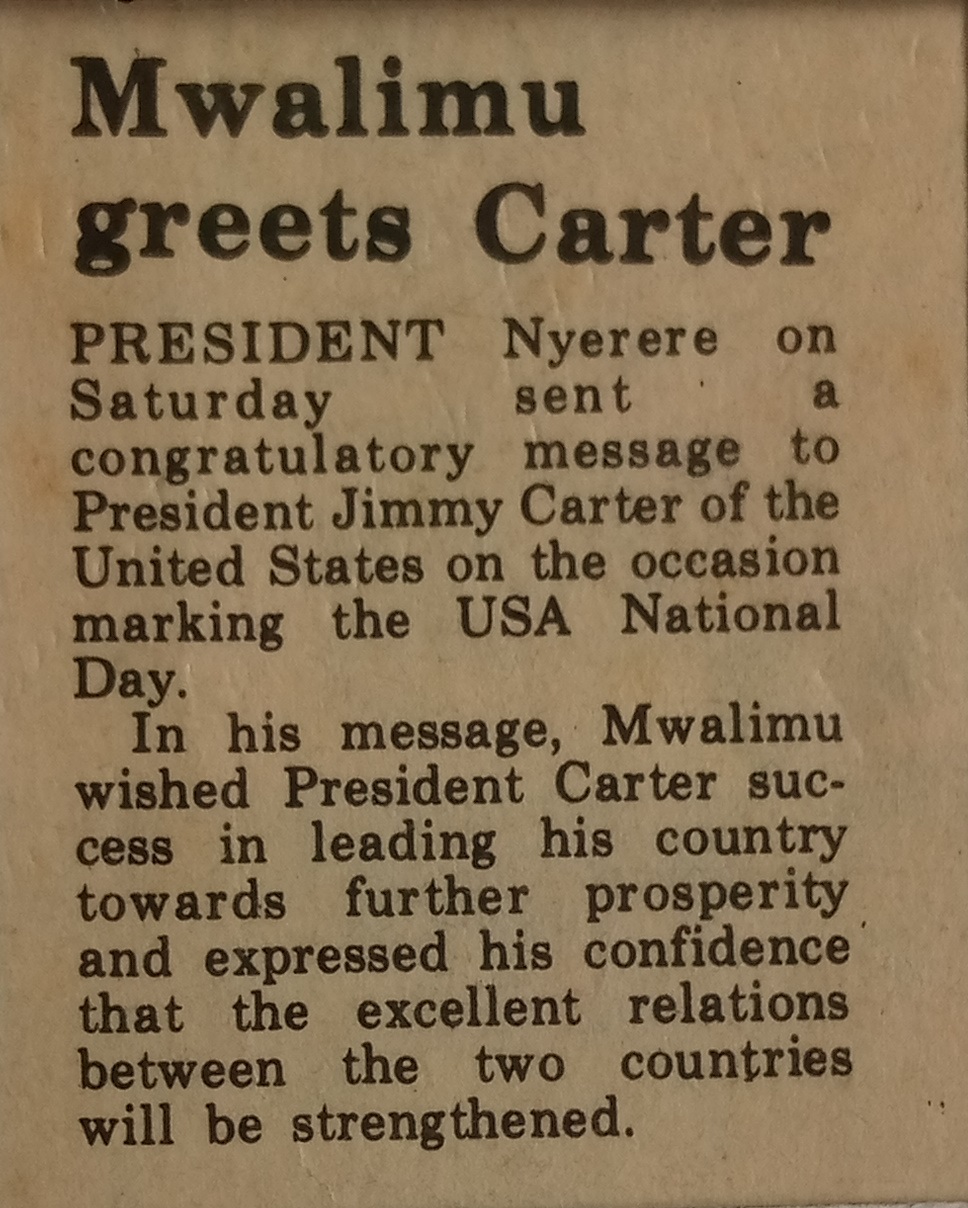 Mwalimu
greets Carter
PRESIDENT Nyerere on
Saturday sent a
congratulatory message to
President Jimmy Carter of the
United States on the occasion
marking the USA National
Day.
In his message, Mwalimu
wished President Carter suc-
cess in leading his country
towards further prosperity
and expressed his confidence
that the excellent relations
between the two countries
will be strengthened.